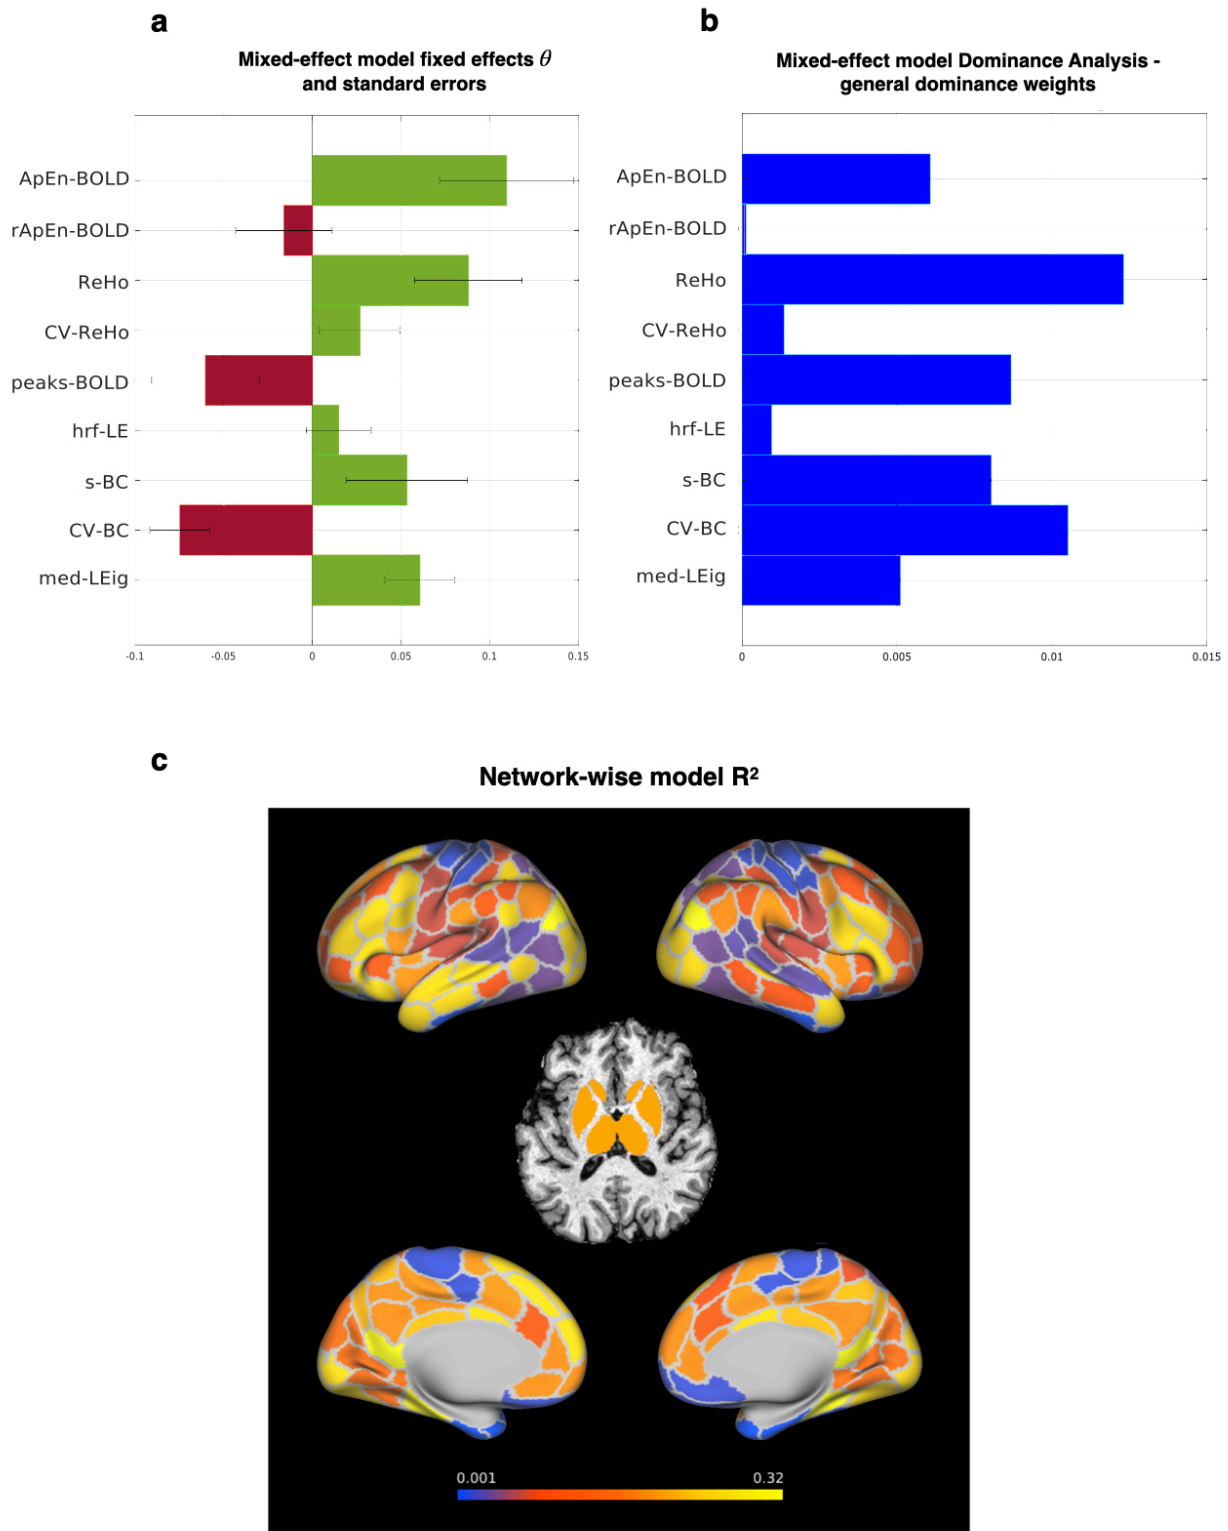 a
Mixed-effect model fixed effects θ
and standard errors
ApEn-BOLD
rApEn-BOLD
ReHo
CV-ReHo
peaks-BOLD
hrf-LE
s-BC
CV-BC
med-LEig
-0.1 -0.05 0 0.05 0.1 0.15
b
Mixed-effect model Dominance Analysis -
general dominance weights
ApEn-BOLD
rApEn-BOLD
ReHo
CV-ReHo
peaks-BOLD
hrf-LE
s-BC
CV-BC
med-LEig
0 0.005 0.01 0.015
c
Network-wise model R²
0.001 0.32